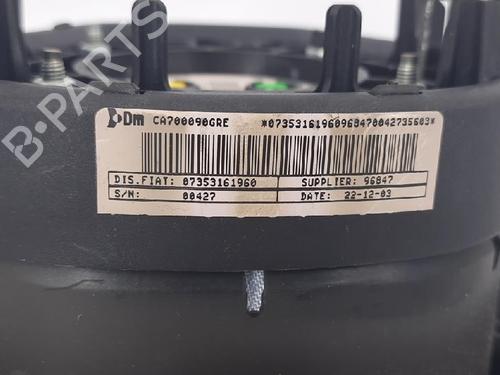 Dm CA700090GRE *07353161960968470042735603*
DIS.FIAT: 07353161960 SUPPLIER: 96847
S/N: 00427 DATE: 22-12-03
B-PARTS